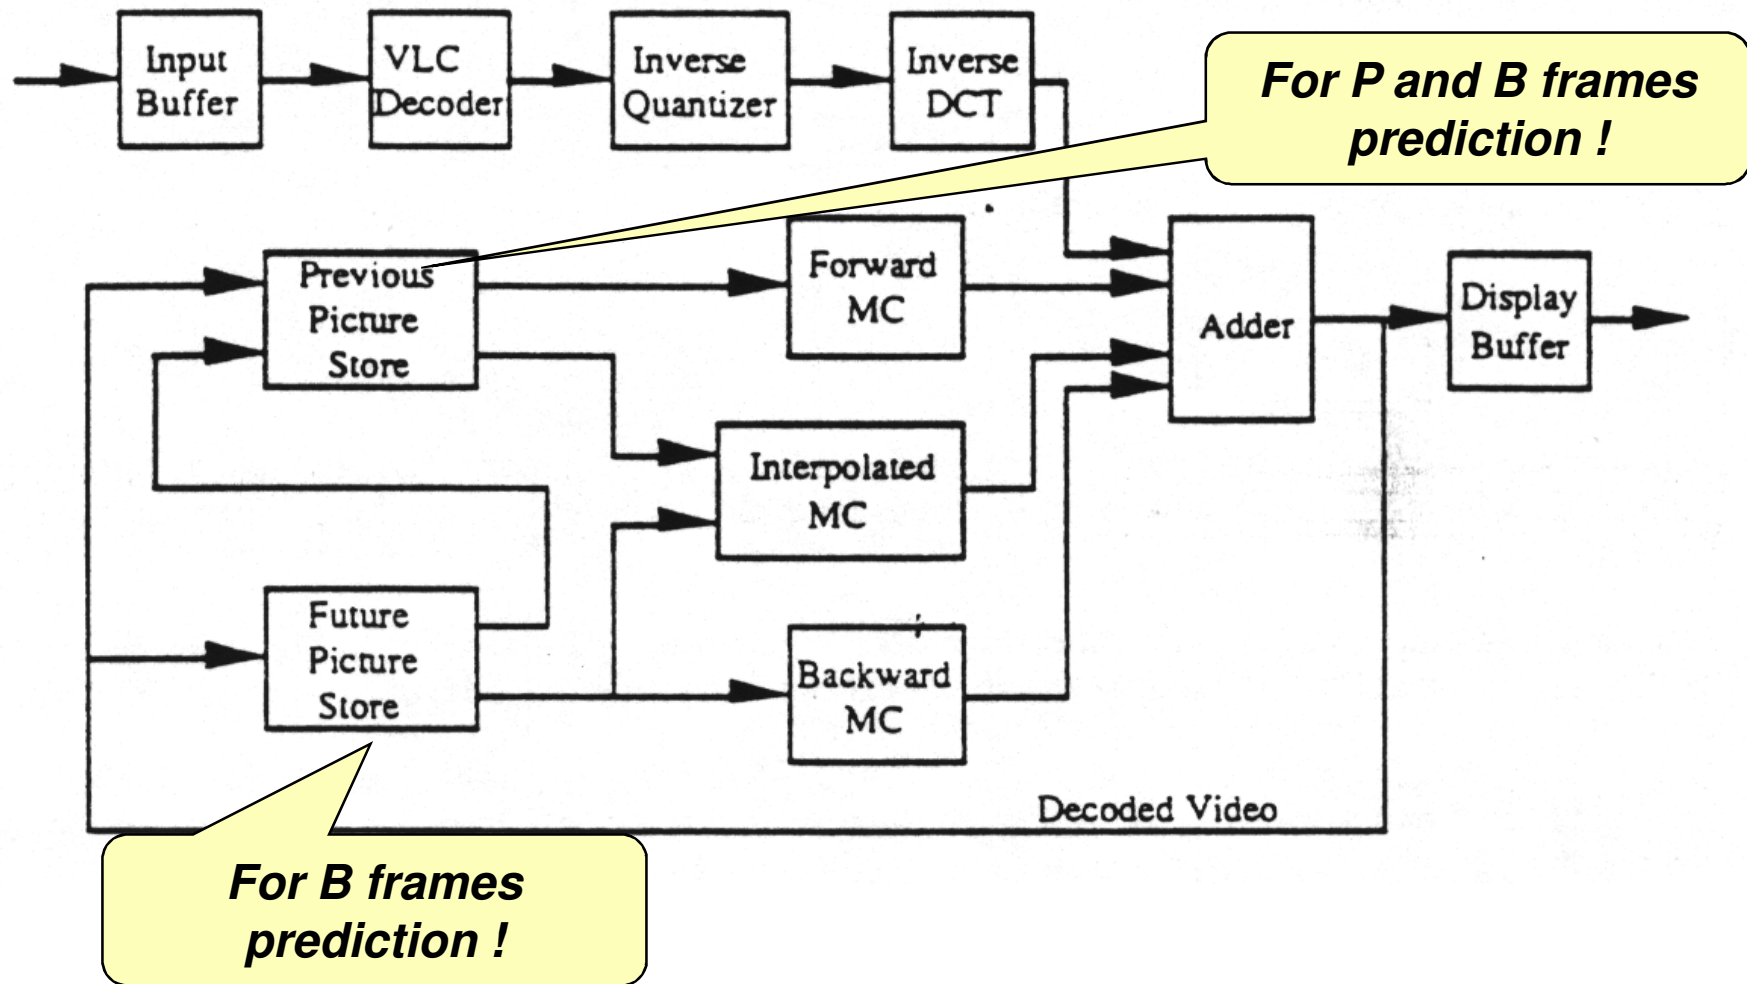 Input
Buffer
VLC
Decoder
Inverse
Quantizer
Inverse
DCT
For P and B frames
prediction !
Previous
Picture
Store
Forward
MC
Adder
Display
Buffer
Interpolated
MC
Future
Picture
Store
Backward
MC
Decoded Video
For B frames
prediction !